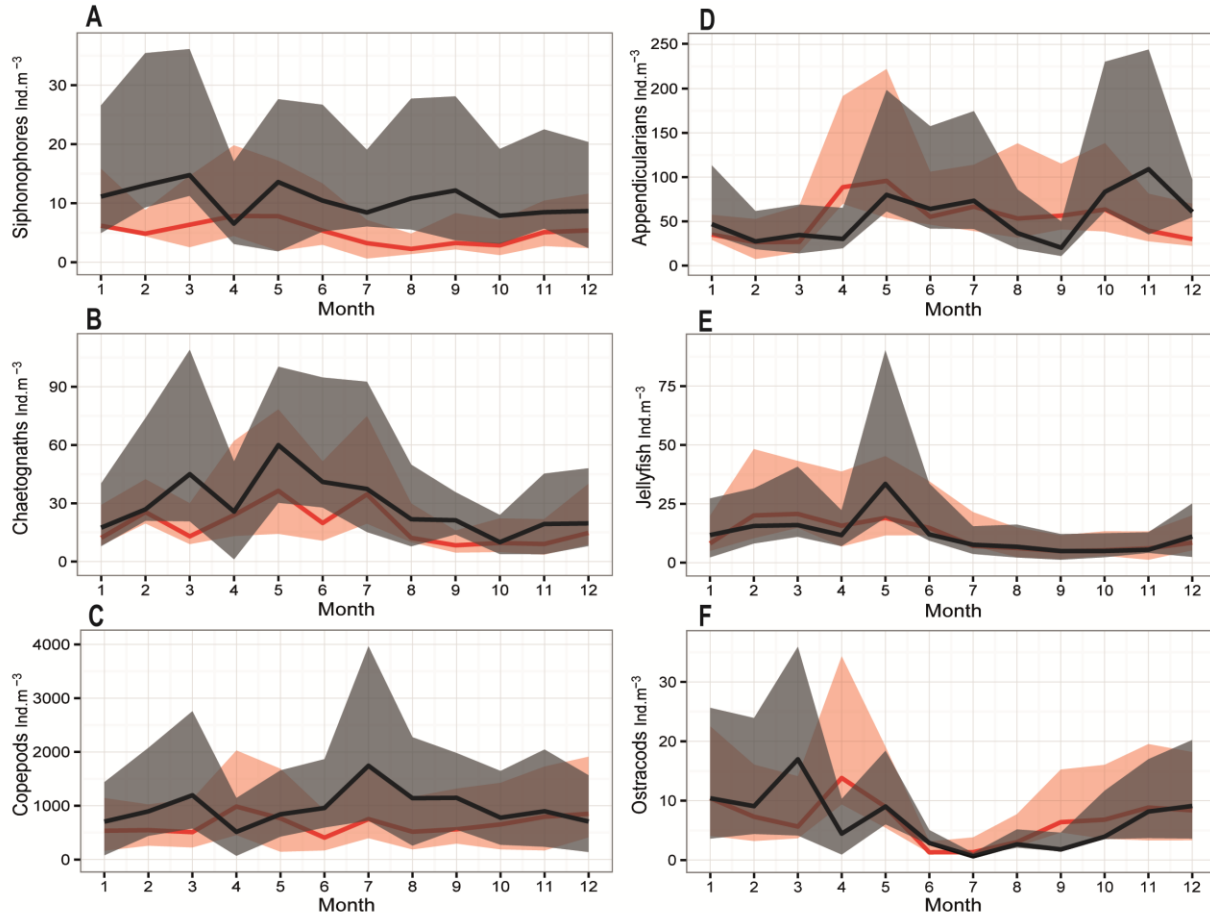 A
Siphonophores Ind.m⁻³
30
20
10
0
1 2 3 4 5 6 7 8 9 10 11 12
Month
B
Chaetognaths Ind.m⁻³
90
60
30
0
1 2 3 4 5 6 7 8 9 10 11 12
Month
C
Copepods Ind.m⁻³
4000
3000
2000
1000
0
1 2 3 4 5 6 7 8 9 10 11 12
Month
D
Appendicularians Ind.m⁻³
250
200
150
100
50
0
1 2 3 4 5 6 7 8 9 10 11 12
Month
E
Jellyfish Ind.m⁻³
75
50
25
0
1 2 3 4 5 6 7 8 9 10 11 12
Month
F
Ostracods Ind.m⁻³
30
20
10
0
1 2 3 4 5 6 7 8 9 10 11 12
Month